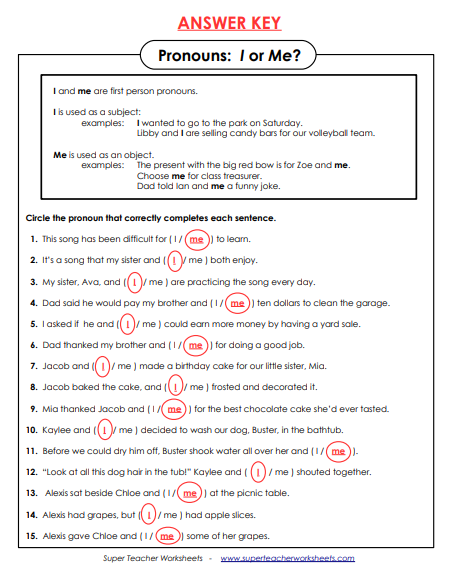 ANSWER KEY
Pronouns: I or Me?
I and me are first person pronouns.
I is used as a subject:
examples: I wanted to go to the park on Saturday.
Libby and I are selling candy bars for our volleyball team.
Me is used as an object.
examples: The present with the big red bow is for Zoe and me.
Choose me for class treasurer.
Dad told Ian and me a funny joke.
Circle the pronoun that correctly completes each sentence.
1. This song has been difficult for ( I / me ) to learn.
2. It's a song that my sister and ( I / me ) both enjoy.
3. My sister, Ava, and ( I / me ) are practicing the song every day.
4. Dad said he would pay my brother and ( I / me ) ten dollars to clean the garage.
5. I asked if he and ( I / me ) could earn more money by having a yard sale.
6. Dad thanked my brother and ( I / me ) for doing a good job.
7. Jacob and ( I / me ) made a birthday cake for our little sister, Mia.
8. Jacob baked the cake, and ( I / me ) frosted and decorated it.
9. Mia thanked Jacob and ( I / me ) for the best chocolate cake she'd ever tasted.
10. Kaylee and ( I / me ) decided to wash our dog, Buster, in the bathtub.
11. Before we could dry him off, Buster shook water all over her and ( I / me ).
12. "Look at all this dog hair in the tub!" Kaylee and ( I / me ) shouted together.
13. Alexis sat beside Chloe and ( I / me ) at the picnic table.
14. Alexis had grapes, but ( I / me ) had apple slices.
15. Alexis gave Chloe and ( I / me ) some of her grapes.
Super Teacher Worksheets - www.superteacherworksheets.com